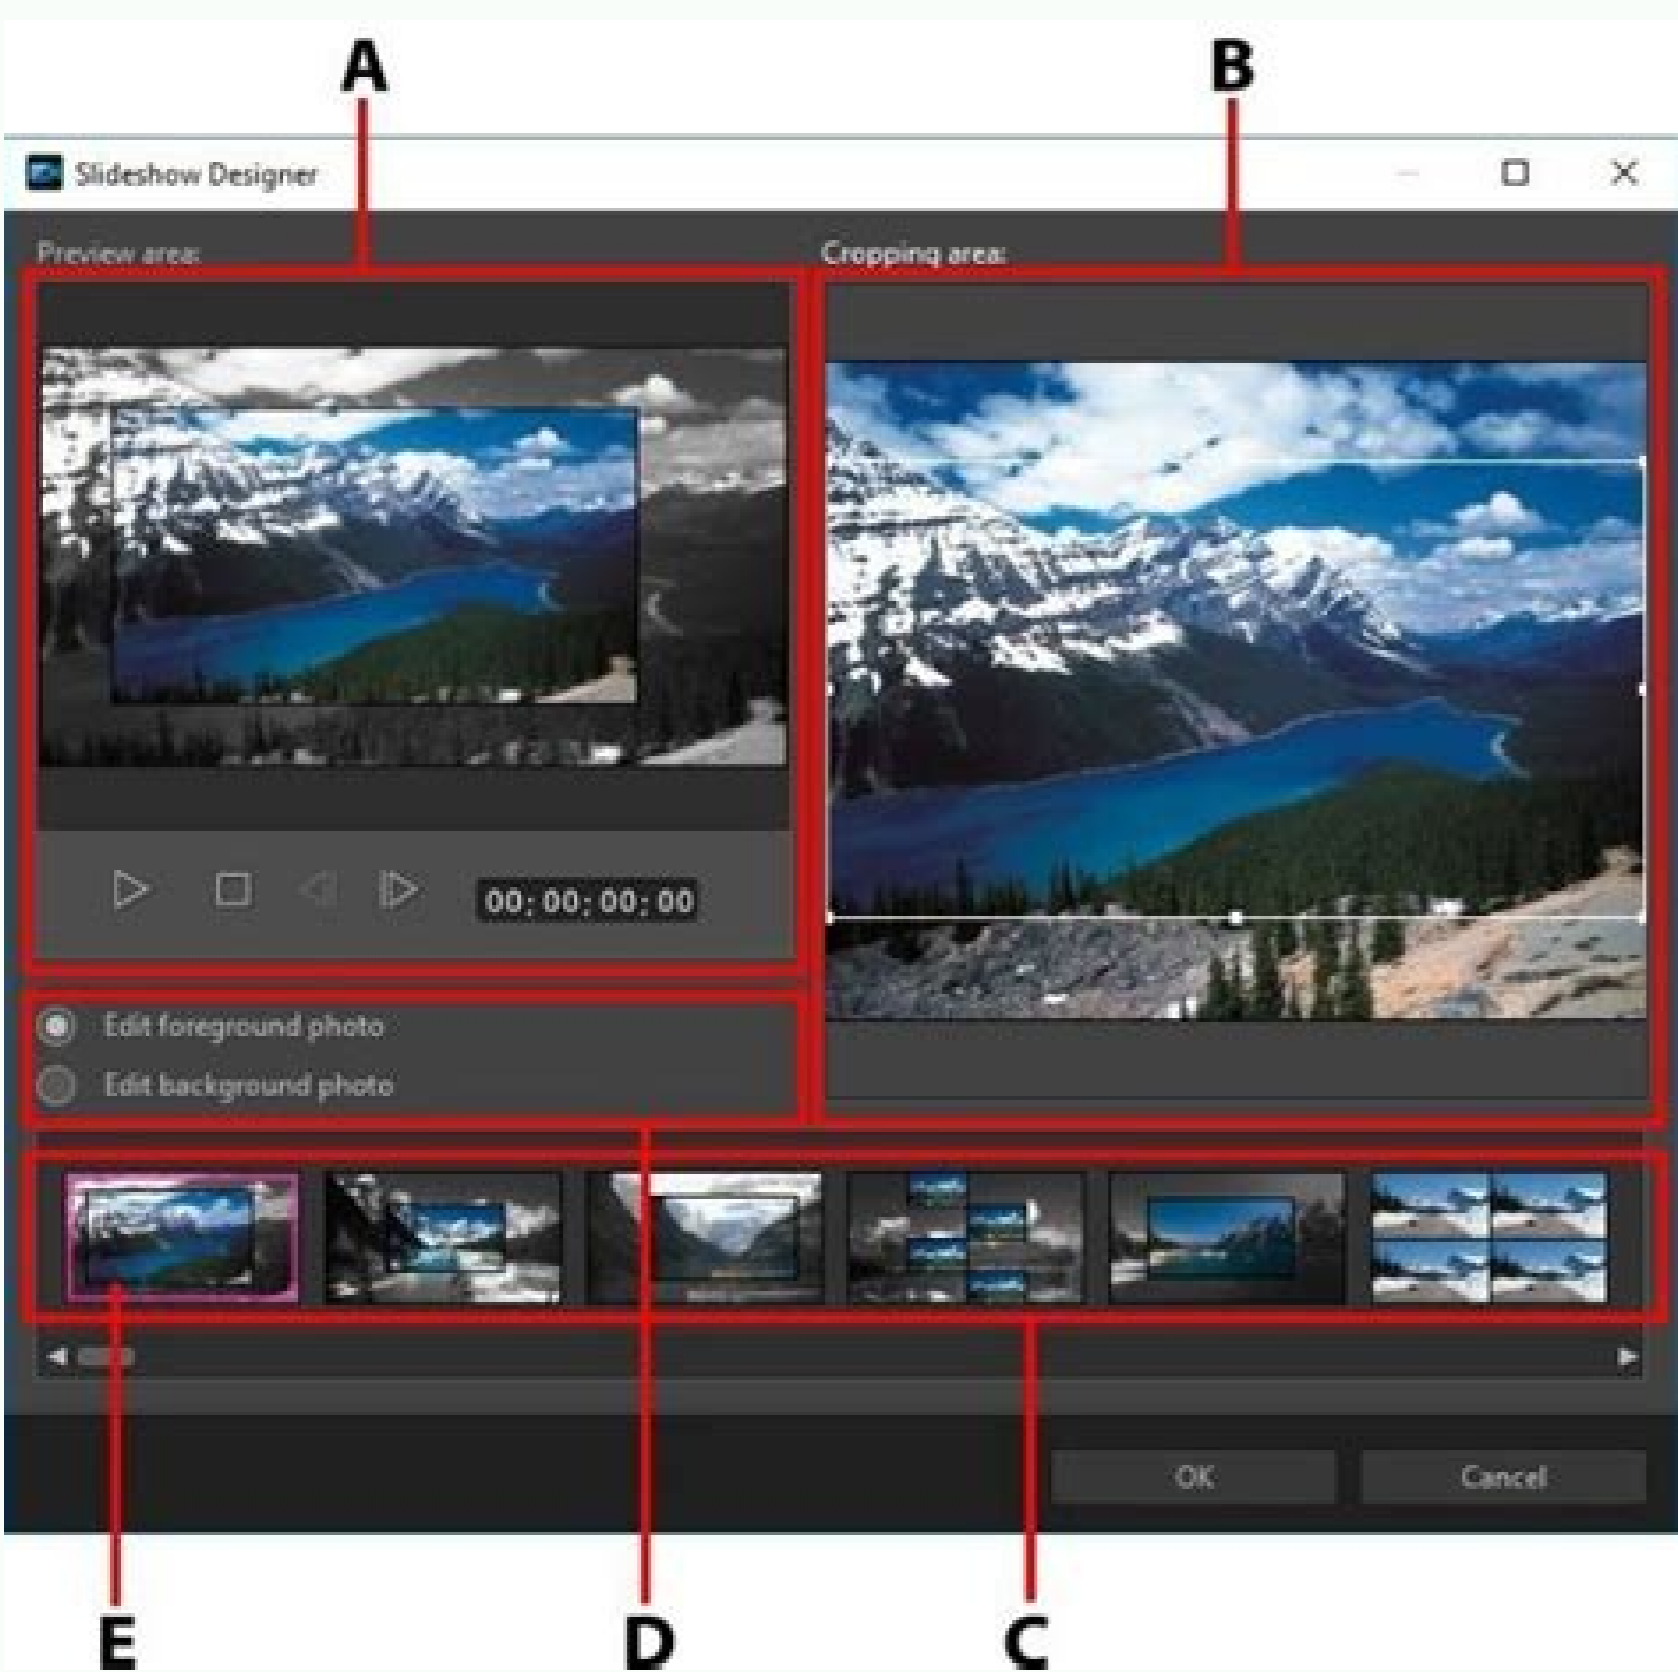 A
B
Slideshow Designer
Preview area:
Cropping area:
00; 00; 00; 00
Edit foreground photo
Edit background photo
OK
Cancel
E
D
C